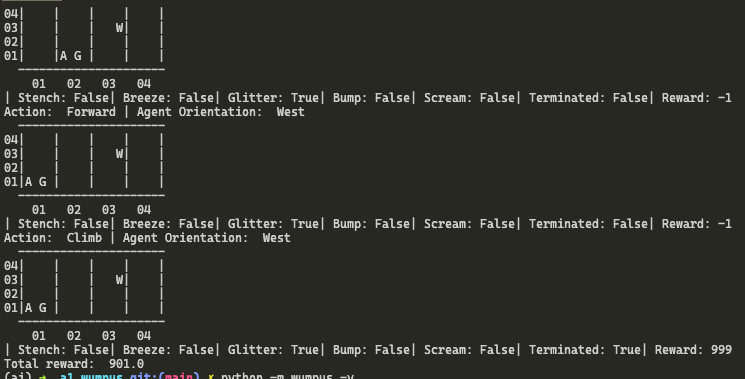 04|    |    |    |    |
03|    |    |   W|    |
02|    |    |    |    |
01|    |A G |    |    |
  ---------------------
    01   02   03   04
| Stench: False| Breeze: False| Glitter: True| Bump: False| Scream: False| Terminated: False| Reward: -1
Action:  Forward | Agent Orientation:  West
  ---------------------
04|    |    |    |    |
03|    |    |   W|    |
02|    |    |    |    |
01|A G |    |    |    |
  ---------------------
    01   02   03   04
| Stench: False| Breeze: False| Glitter: True| Bump: False| Scream: False| Terminated: False| Reward: -1
Action:  Climb | Agent Orientation:  West
  ---------------------
04|    |    |    |    |
03|    |    |   W|    |
02|    |    |    |    |
01|A G |    |    |    |
  ---------------------
    01   02   03   04
| Stench: False| Breeze: False| Glitter: True| Bump: False| Scream: False| Terminated: True| Reward: 999
Total reward:  901.0
(ai) ➜  a1_wumpus git:(main) ✗ python -m wumpus -v